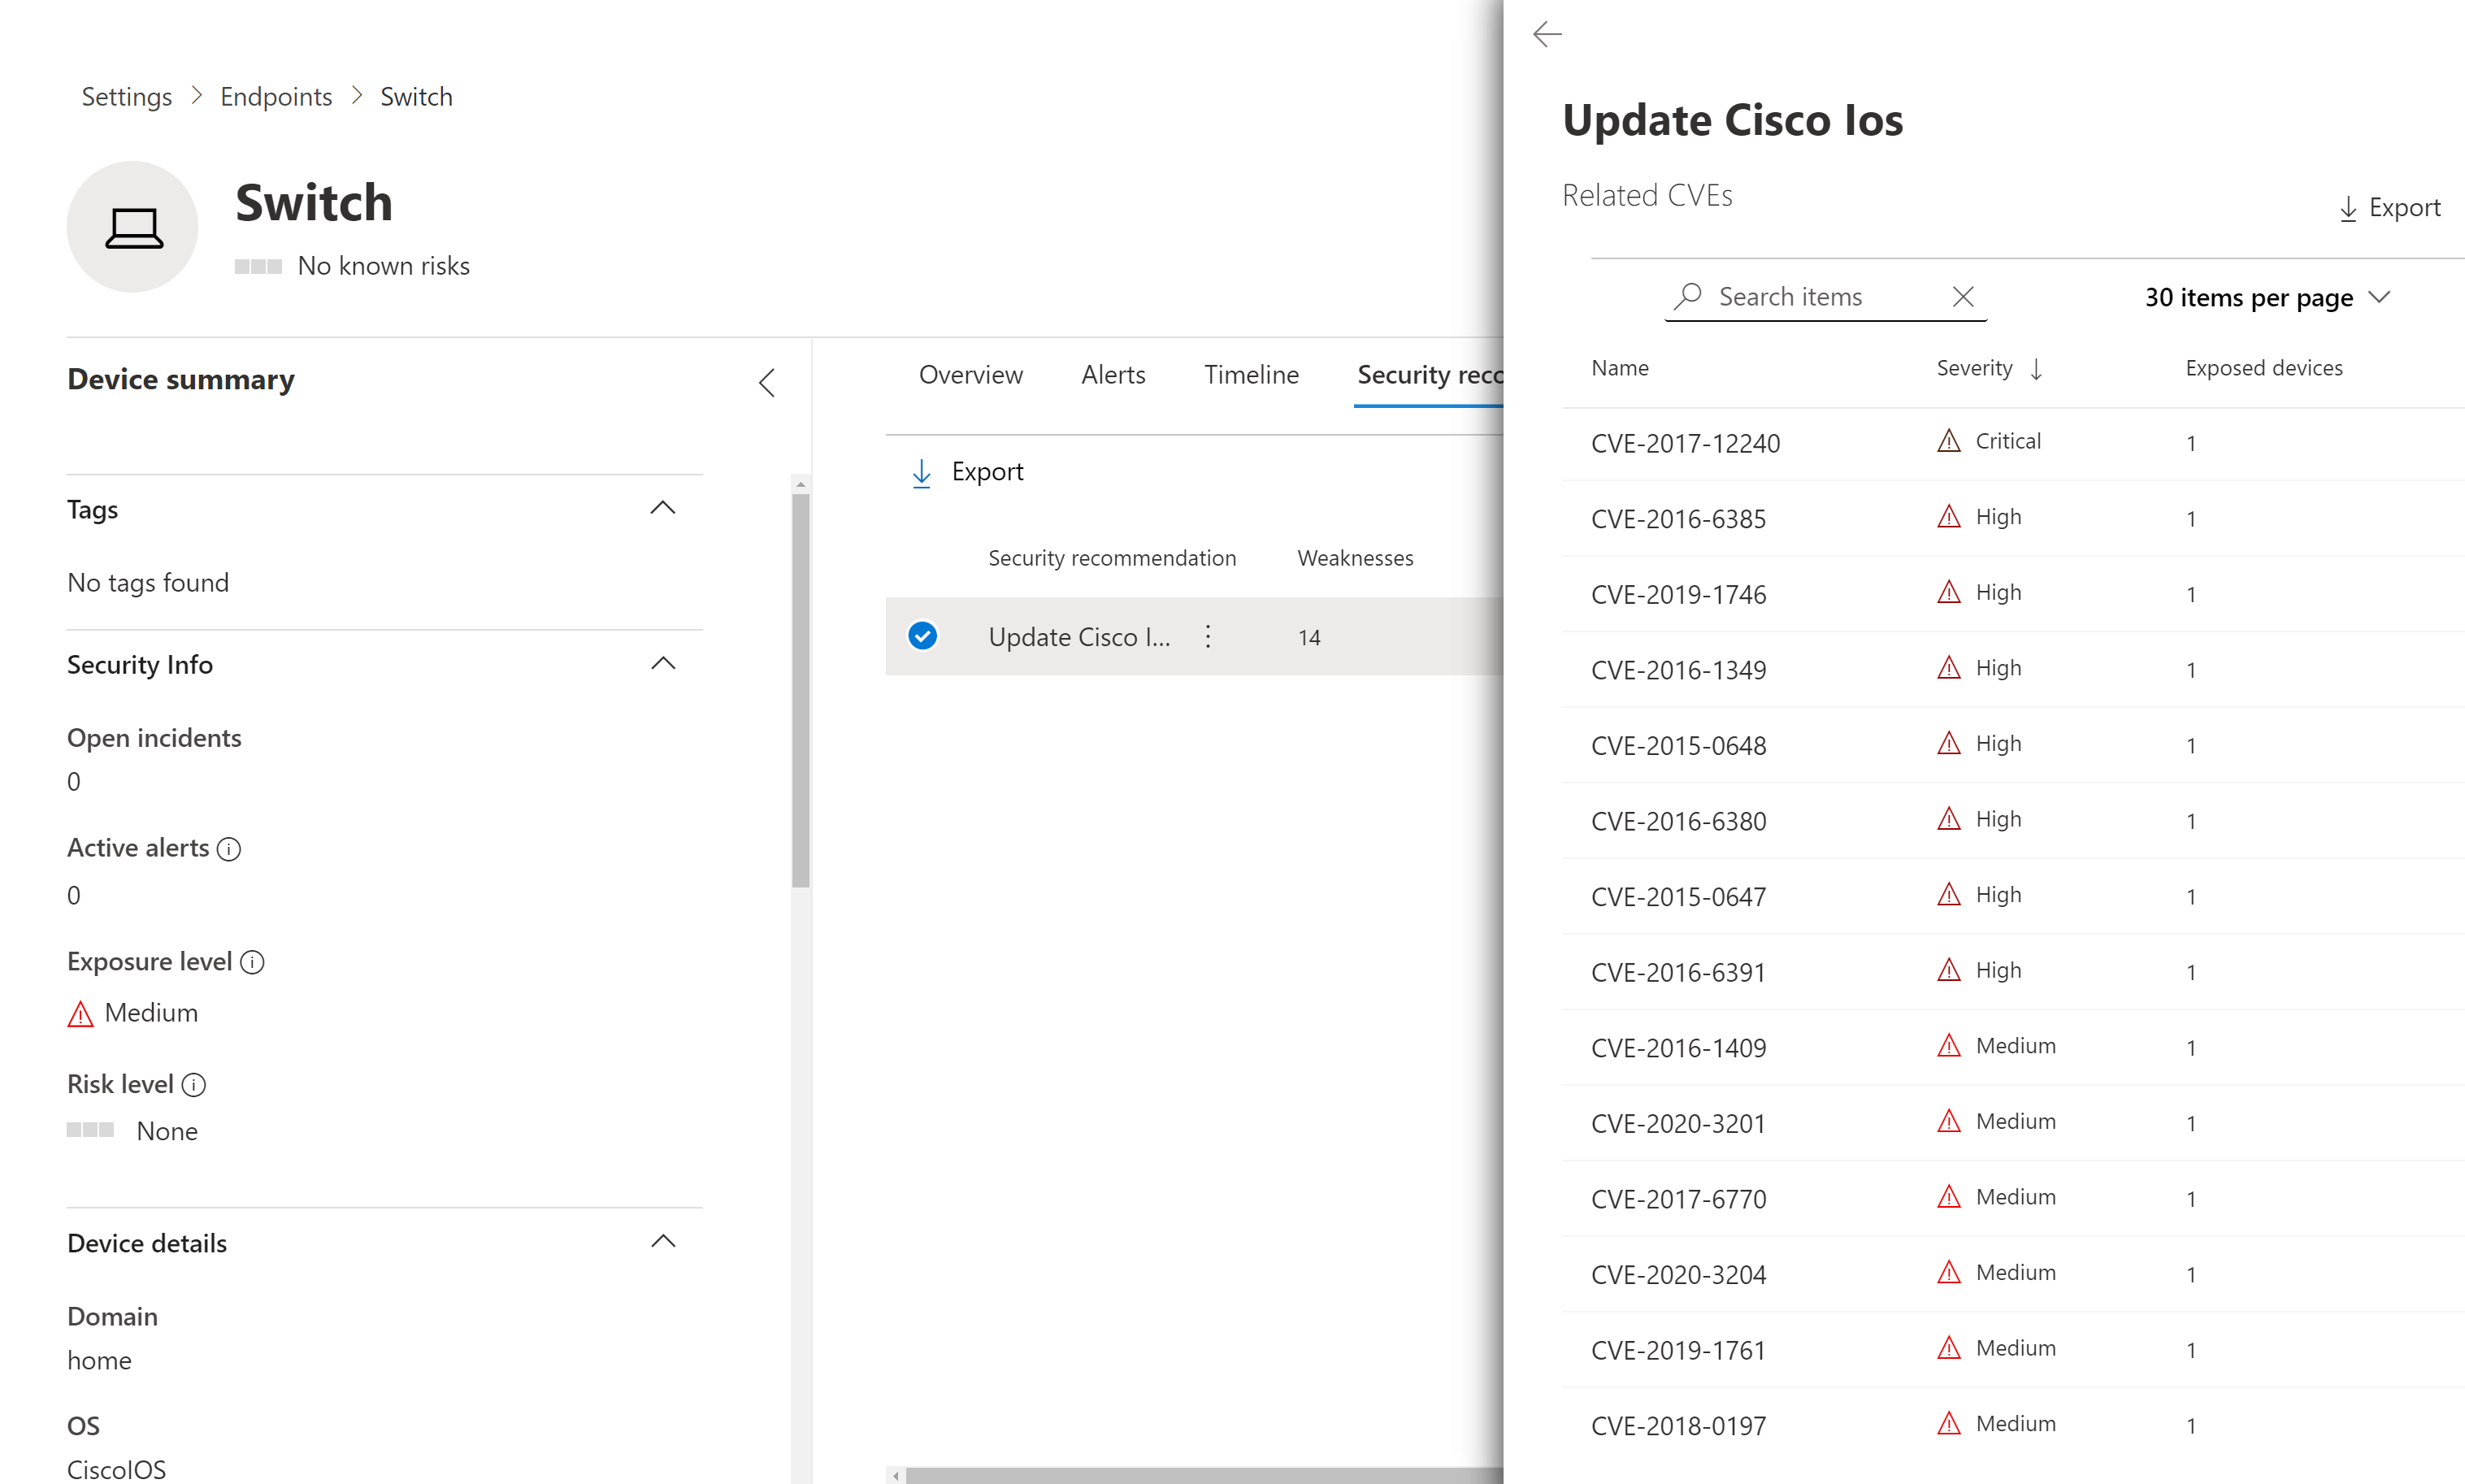 Settings > Endpoints > Switch
Switch
No known risks
Device summary
Tags
No tags found
Security Info
Open incidents
0
Active alerts
0
Exposure level
Medium
Risk level
None
Device details
Domain
home
OS
CiscoIOS
Overview Alerts Timeline Security reco
Export
Security recommendation Weaknesses
Update Cisco I... 14
Update Cisco Ios
Related CVEs
Export
Search items 30 items per page
Name Severity Exposed devices
CVE-2017-12240 Critical 1
CVE-2016-6385 High 1
CVE-2019-1746 High 1
CVE-2016-1349 High 1
CVE-2015-0648 High 1
CVE-2016-6380 High 1
CVE-2015-0647 High 1
CVE-2016-6391 High 1
CVE-2016-1409 Medium 1
CVE-2020-3201 Medium 1
CVE-2017-6770 Medium 1
CVE-2020-3204 Medium 1
CVE-2019-1761 Medium 1
CVE-2018-0197 Medium 1